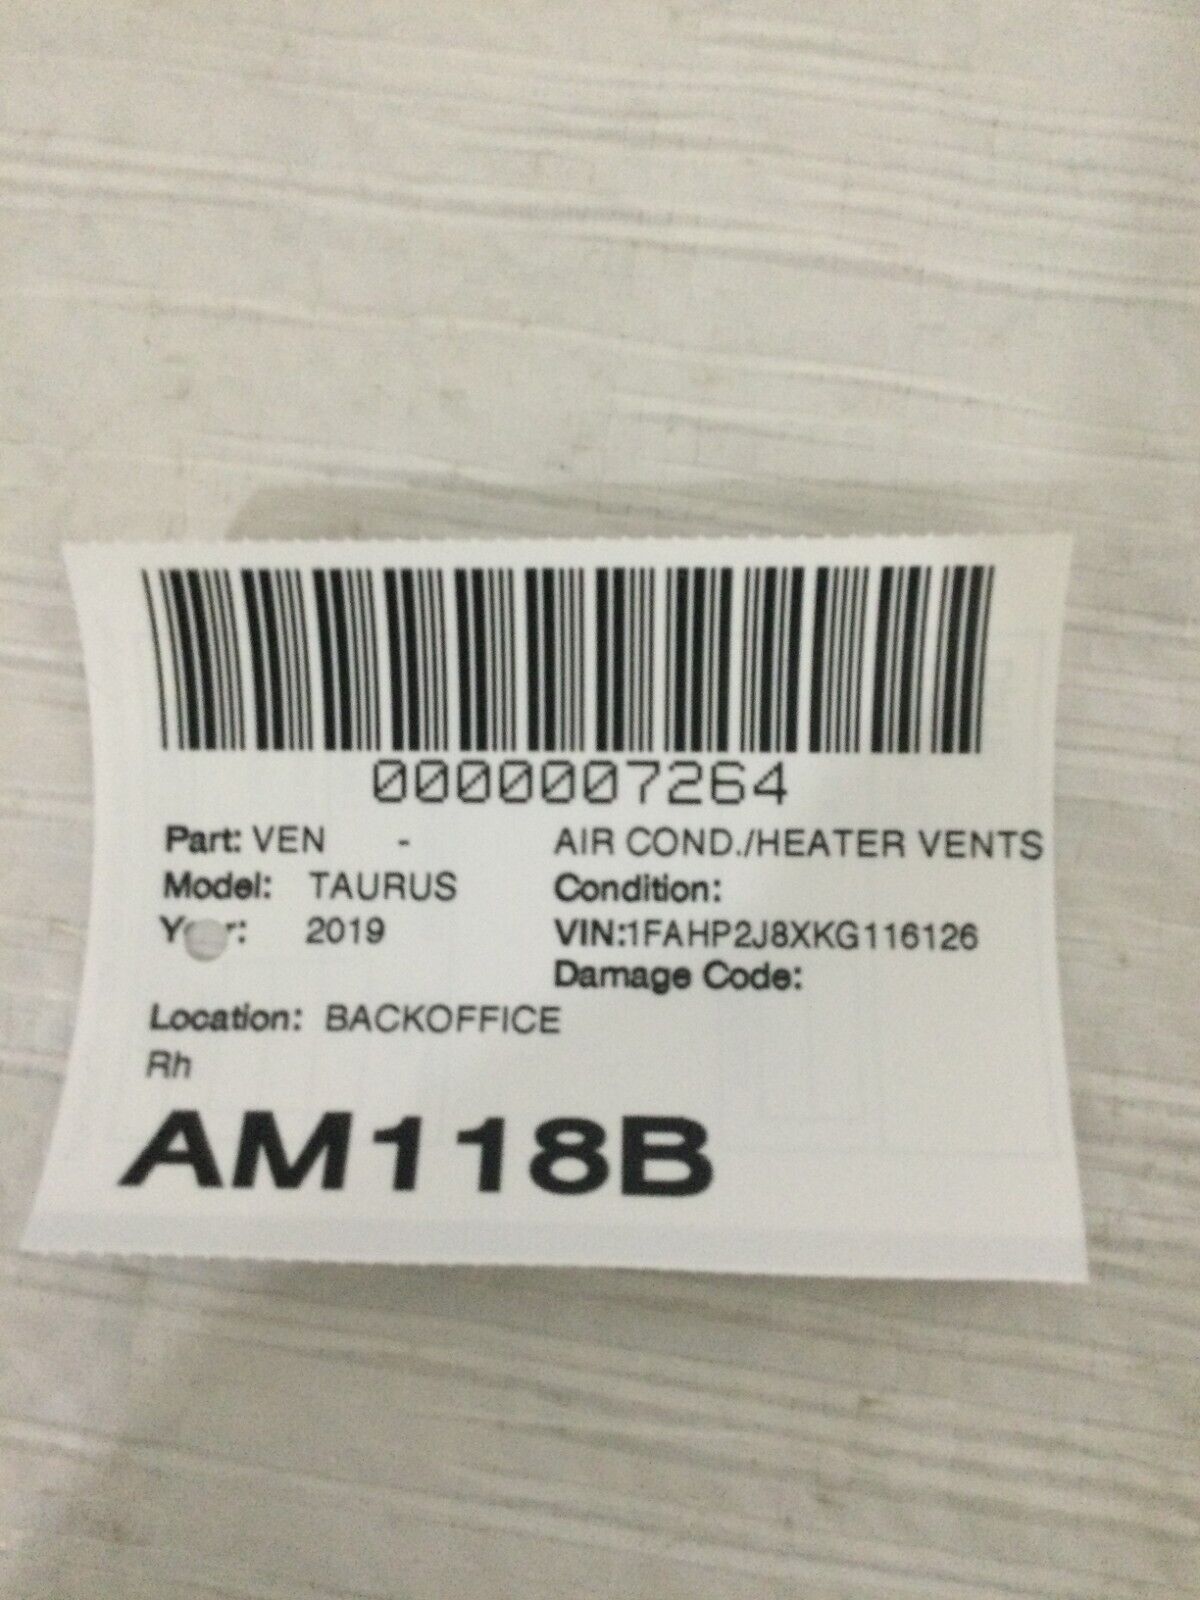 0000007264
Part: VEN - AIR COND./HEATER VENTS
Model: TAURUS Condition:
Year: 2019 VIN:1FAHP2J8XKG116126
Damage Code:
Location: BACKOFFICE
Rh
AM118B